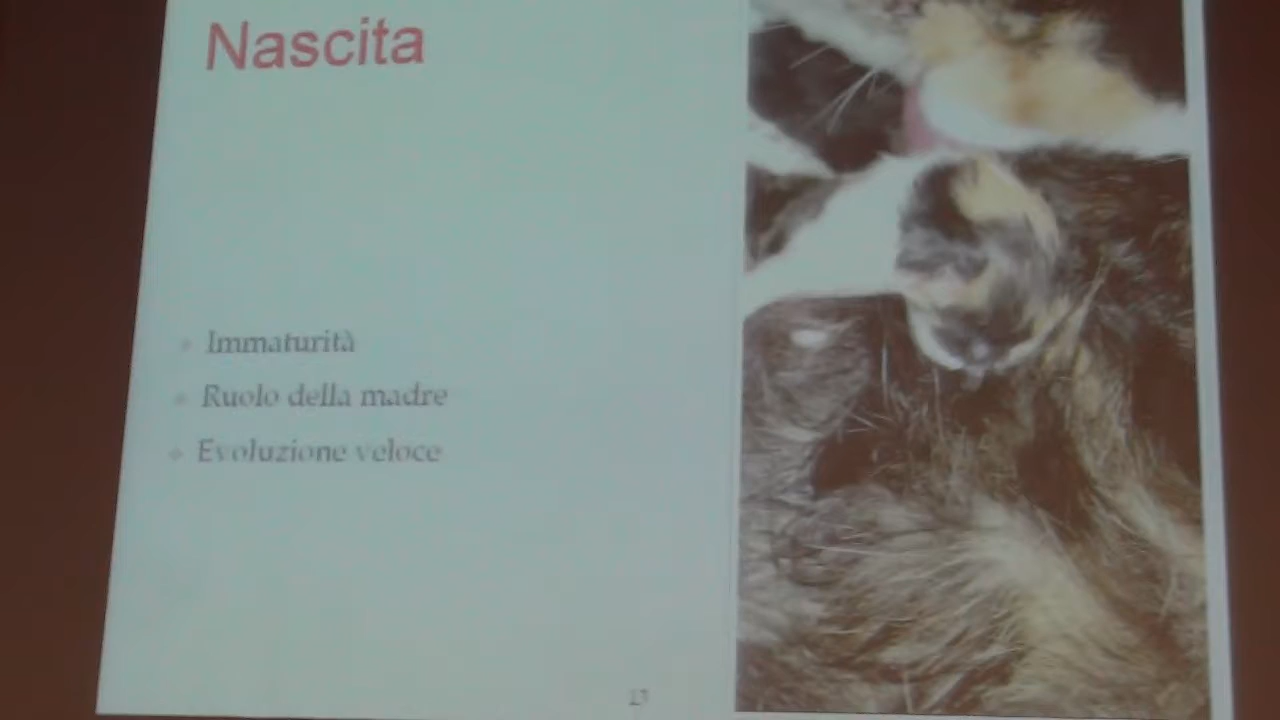 Nascita
Immaturità
Ruolo della madre
Evoluzione veloce